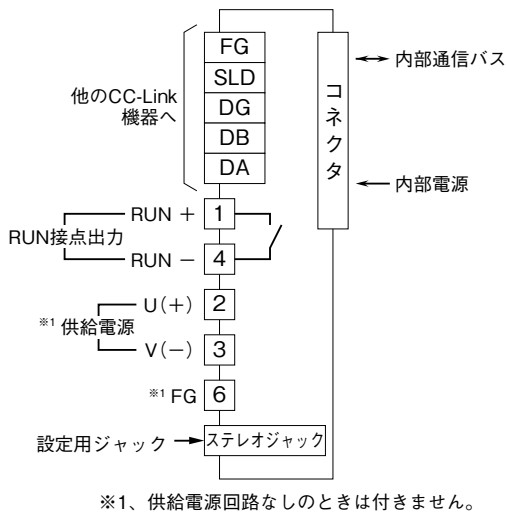 FG
SLD
DG
DB
DA
他のCC-Link
機器へ
コネクタ
内部通信バス
内部電源
RUN +
1
RUN接点出力
RUN −
4
U(+)
2
※1 供給電源
V(−)
3
※1 FG
6
設定用ジャック
ステレオジャック
※1、供給電源回路なしのときは付きません。